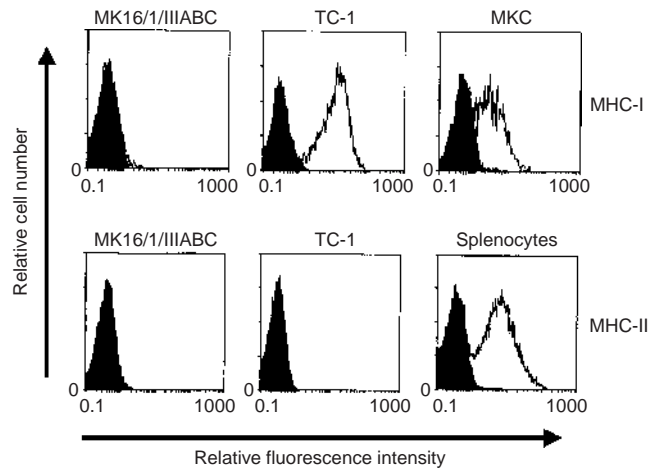 MK16/1/IIIABC TC-1 MKC
MHC-I
0 0 0
0.1 1000 0.1 1000 0.1 1000
Relative cell number
MK16/1/IIIABC TC-1 Splenocytes
MHC-II
0 0 0
0.1 1000 0.1 1000 0.1 1000
Relative fluorescence intensity